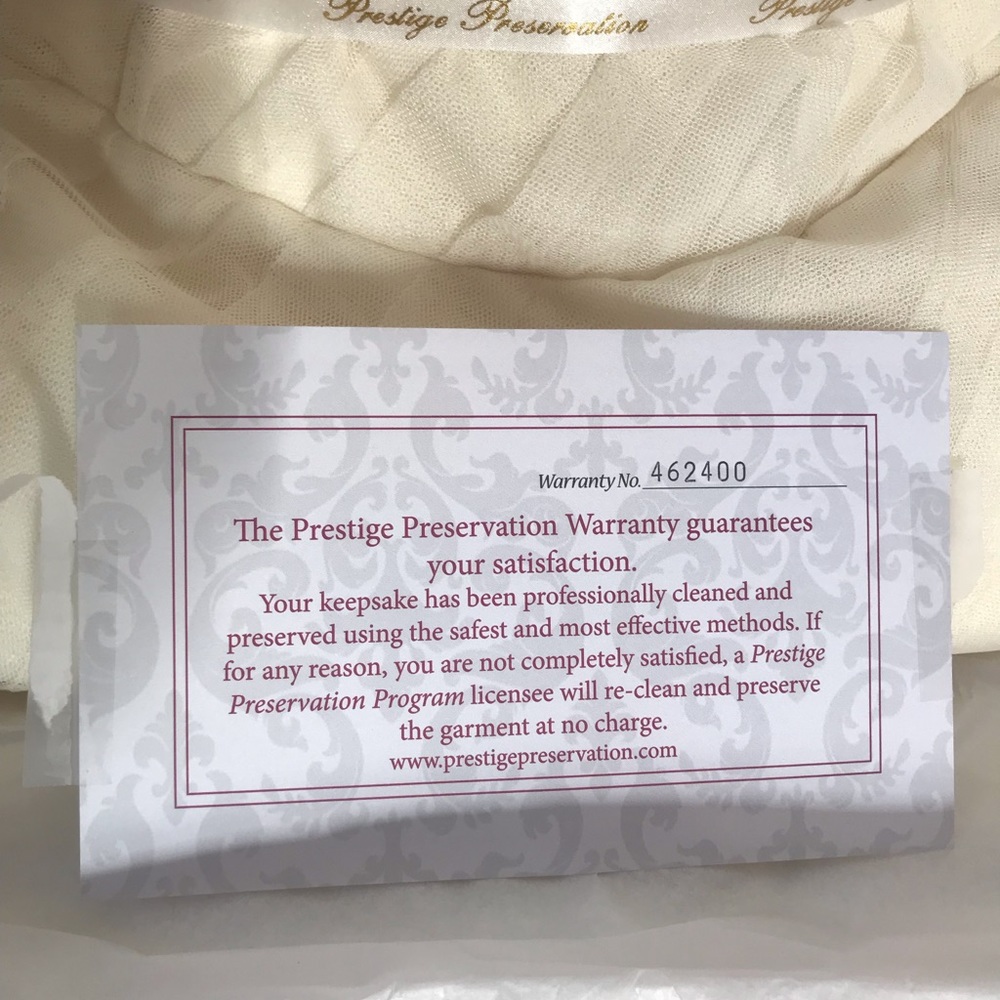 Prestige Preservation Prestige
Warranty No. 462400
The Prestige Preservation Warranty guarantees
your satisfaction.
Your keepsake has been professionally cleaned and
preserved using the safest and most effective methods. If
for any reason, you are not completely satisfied, a Prestige
Preservation Program licensee will re-clean and preserve
the garment at no charge.
www.prestigepreservation.com